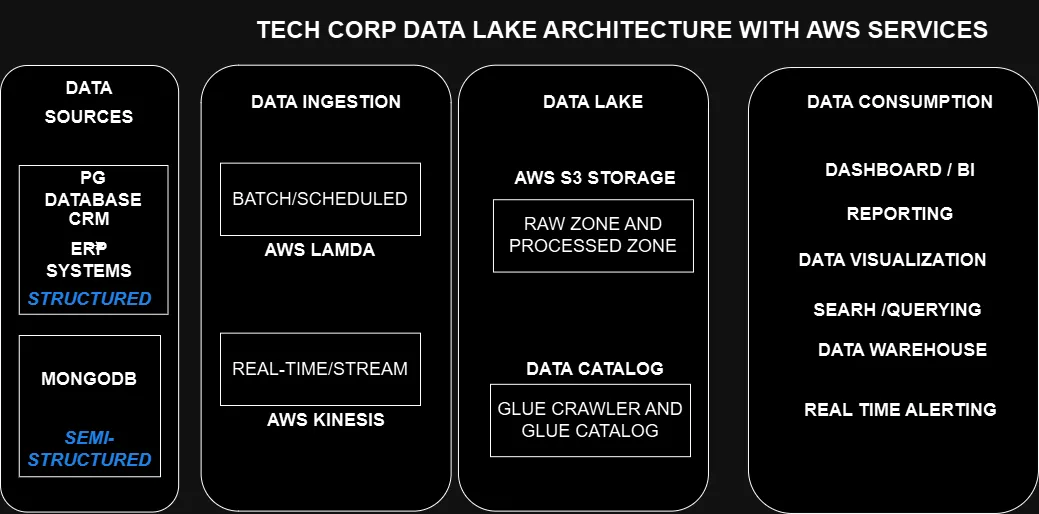 TECH CORP DATA LAKE ARCHITECTURE WITH AWS SERVICES
DATA
SOURCES
PG
DATABASE
CRM
ERP
SYSTEMS
STRUCTURED
MONGODB
SEMI-
STRUCTURED
DATA INGESTION
BATCH/SCHEDULED
AWS LAMDA
REAL-TIME/STREAM
AWS KINESIS
DATA LAKE
AWS S3 STORAGE
RAW ZONE AND
PROCESSED ZONE
DATA CATALOG
GLUE CRAWLER AND
GLUE CATALOG
DATA CONSUMPTION
DASHBOARD / BI
REPORTING
DATA VISUALIZATION
SEARH /QUERYING
DATA WAREHOUSE
REAL TIME ALERTING